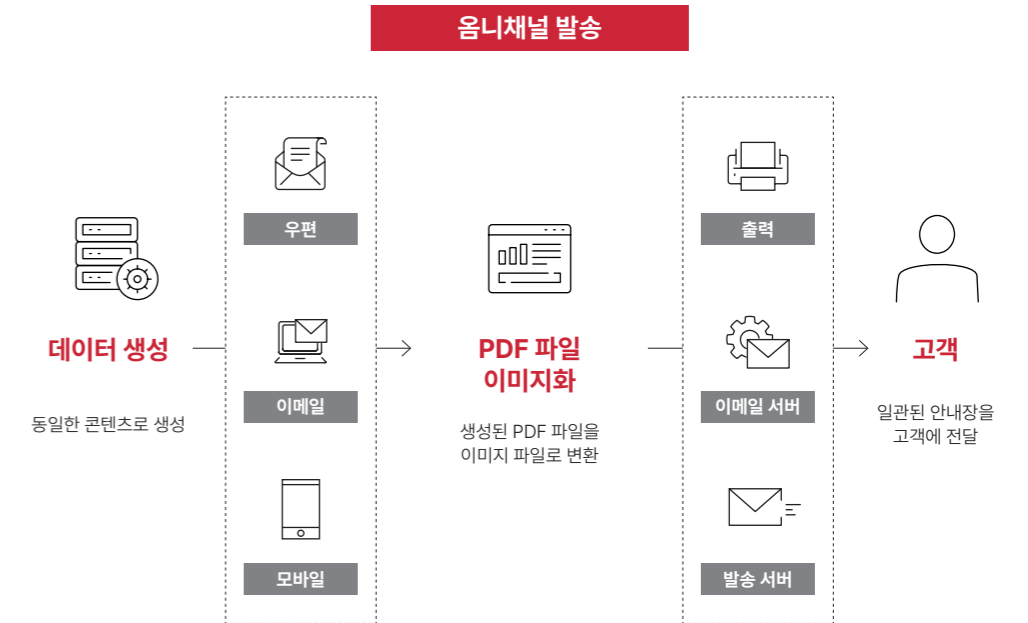 옴니채널 발송
데이터 생성
동일한 콘텐츠로 생성
우편
이메일
모바일
PDF 파일
이미지화
생성된 PDF 파일을
이미지 파일로 변환
출력
이메일 서버
발송 서버
고객
일관된 안내장을
고객에 전달